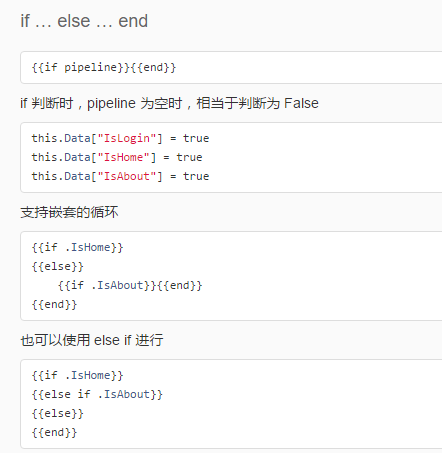 if … else … end
{{if pipeline}}{{end}}
if 判断时，pipeline 为空时，相当于判断为 False
this.Data["IsLogin"] = true
this.Data["IsHome"] = true
this.Data["IsAbout"] = true
支持嵌套的循环
{{if .IsHome}}
{{else}}
    {{if .IsAbout}}{{end}}
{{end}}
也可以使用 else if 进行
{{if .IsHome}}
{{else if .IsAbout}}
{{else}}
{{end}}